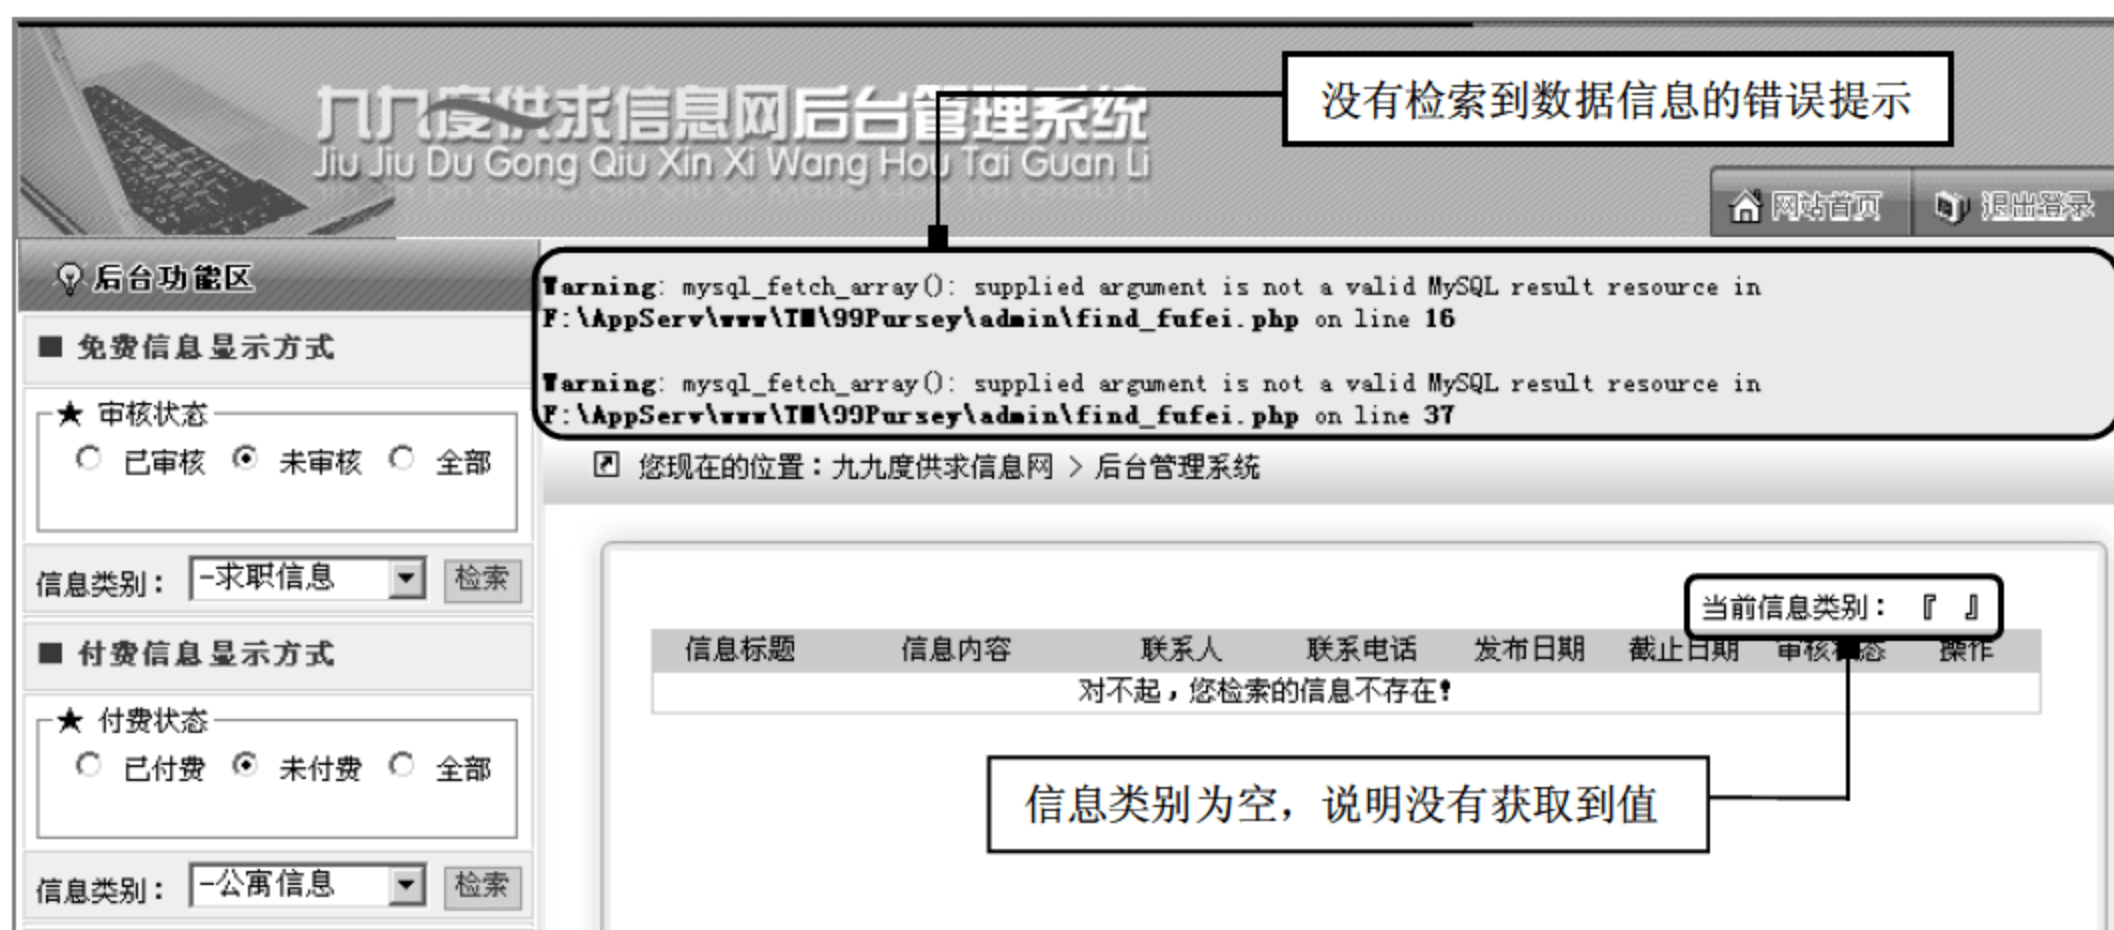 九九度供求信息网后台管理系统
Jiu Jiu Du Gong Qiu Xin Xi Wang Hou Tai Guan Li
没有检索到数据信息的错误提示
网站首页 退出登录
后台功能区
Warning: mysql_fetch_array(): supplied argument is not a valid MySQL result resource in
F:\AppServ\www\TM\99Pursey\admin\find_fufei.php on line 16
Warning: mysql_fetch_array(): supplied argument is not a valid MySQL result resource in
F:\AppServ\www\TM\99Pursey\admin\find_fufei.php on line 37
■ 免费信息显示方式
★ 审核状态
已审核 未审核 全部
您现在的位置：九九度供求信息网 > 后台管理系统
信息类别： -求职信息 检索
当前信息类别： 『 』
■ 付费信息显示方式
信息标题 信息内容 联系人 联系电话 发布日期 截止日期 审核状态 操作
对不起，您检索的信息不存在！
★ 付费状态
已付费 未付费 全部
信息类别为空，说明没有获取到值
信息类别： -公寓信息 检索